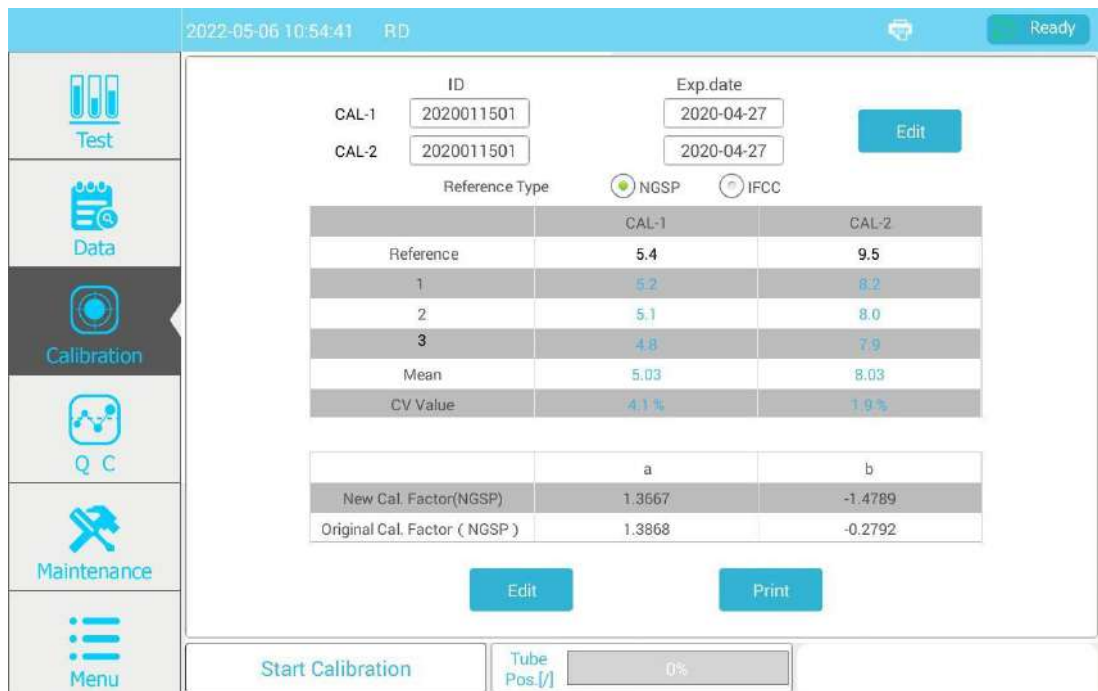 2022-05-06 10:54:41 RD Ready
Test
Data
Calibration
Q C
Maintenance
Menu
ID Exp.date
CAL-1 2020011501 2020-04-27
CAL-2 2020011501 2020-04-27
Edit
Reference Type NGSP IFCC
CAL-1 CAL-2
Reference 5.4 9.5
1 5.2 8.2
2 5.1 8.0
3 4.8 7.9
Mean 5.03 8.03
CV Value 4.1 % 1.9 %
a b
New Cal. Factor(NGSP) 1.3667 -1.4789
Original Cal. Factor ( NGSP ) 1.3868 -0.2792
Edit Print
Start Calibration
Tube
Pos.[/]
0%